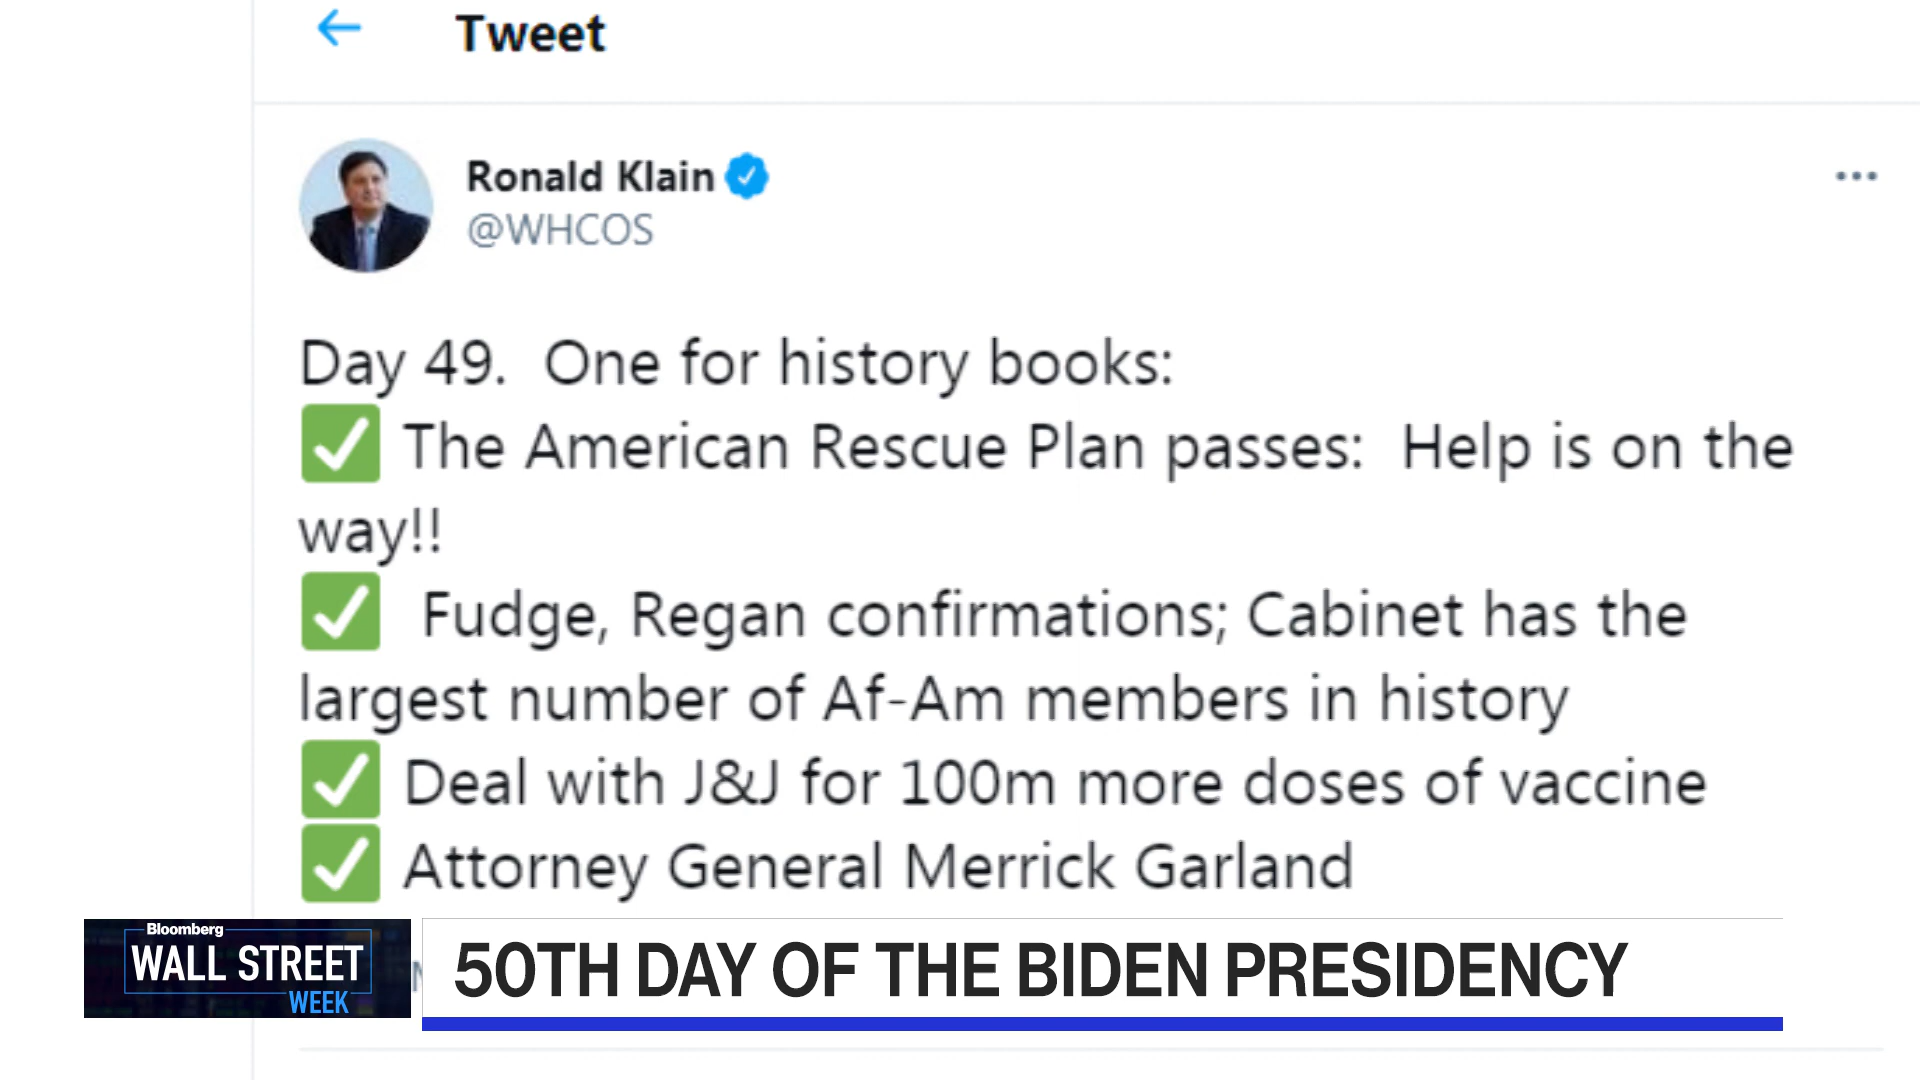 Tweet
Ronald Klain
@WHCOS
Day 49.  One for history books:
✅ The American Rescue Plan passes:  Help is on the
way!!
✅  Fudge, Regan confirmations; Cabinet has the
largest number of Af-Am members in history
✅ Deal with J&J for 100m more doses of vaccine
✅ Attorney General Merrick Garland
Bloomberg
WALL STREET
WEEK
50TH DAY OF THE BIDEN PRESIDENCY